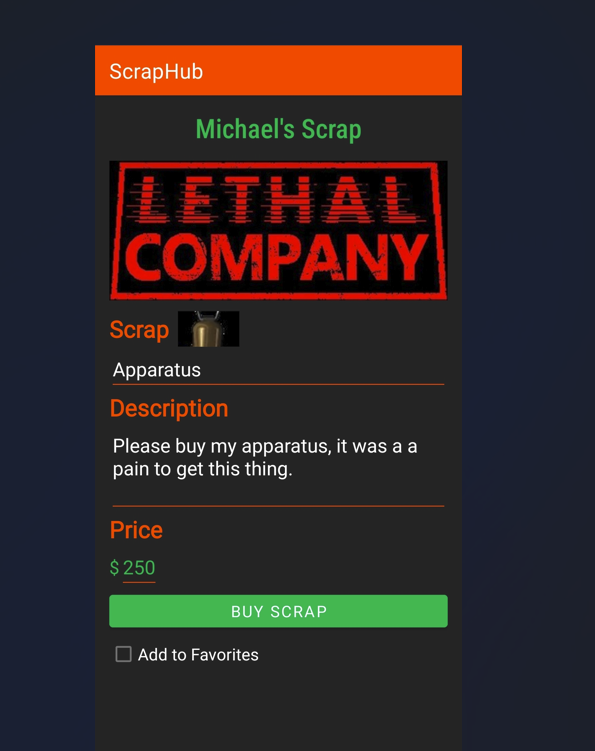 ScrapHub
Michael's Scrap
LETHAL
COMPANY
Scrap
Apparatus
Description
Please buy my apparatus, it was a a
pain to get this thing.
Price
$ 250
BUY SCRAP
Add to Favorites